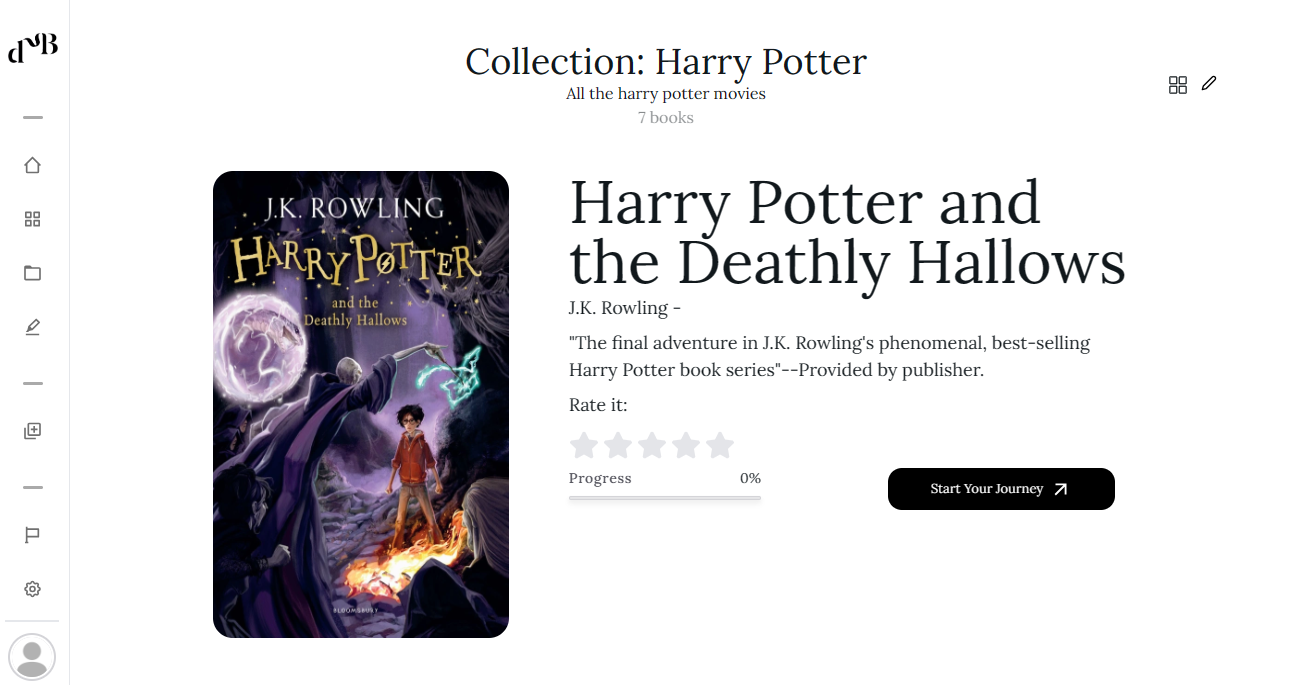 dB
Collection: Harry Potter
All the harry potter movies
7 books
J.K. ROWLING
HARRY POTTER
and the
Deathly Hallows
BLOOMSBURY
Harry Potter and
the Deathly Hallows
J.K. Rowling -
"The final adventure in J.K. Rowling's phenomenal, best-selling
Harry Potter book series"--Provided by publisher.
Rate it:
Progress 0%
Start Your Journey